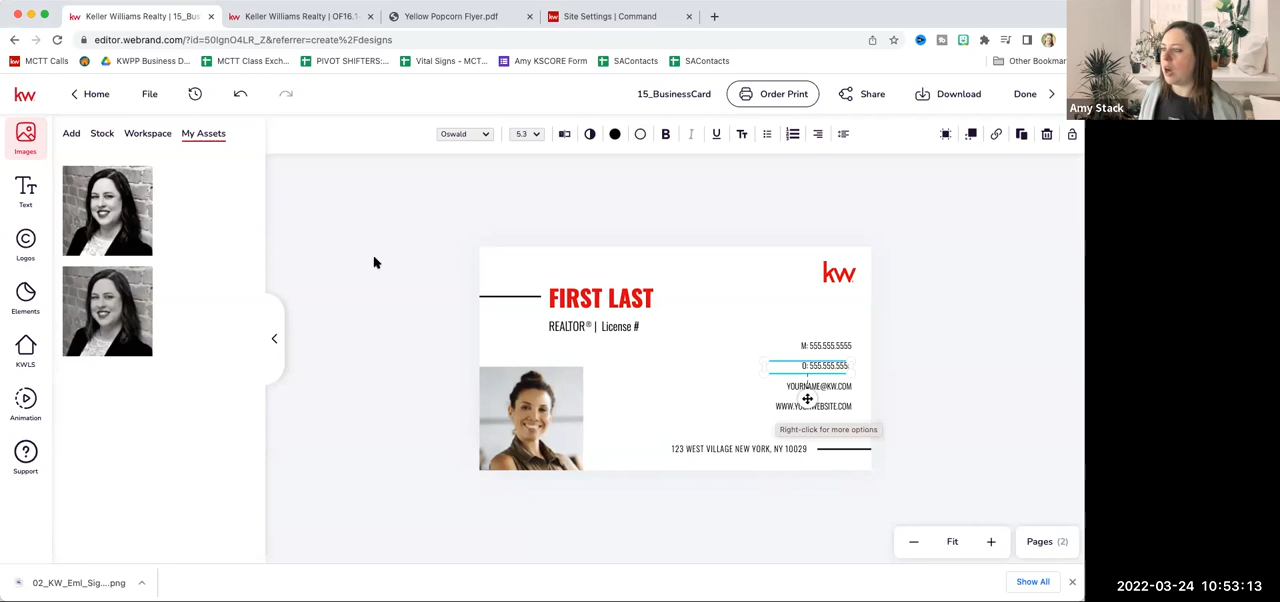 Keller Williams Realty | 15_Bus
Keller Williams Realty | OF16.1
Yellow Popcorn Flyer.pdf
Site Settings | Command
editor.webrand.com/?id=50IgnO4LR_Z&referrer=create%2Fdesigns
MCTT Calls
KWPP Business D...
MCTT Class Exch...
PIVOT SHIFTERS:...
Vital Signs - MCT...
Amy KSCORE Form
SAContacts
SAContacts
Other Bookmar
Amy Stack
kw
Home
File
15_BusinessCard
Order Print
Share
Download
Done
Images
Add
Stock
Workspace
My Assets
Oswald
5.3
B
I
U
Text
Logos
Elements
KWLS
Animation
Support
kw
FIRST LAST
REALTOR® | License #
M: 555.555.5555
O: 555.555.555
YOURNAME@KW.COM
Right-click for more options
123 WEST VILLAGE NEW YORK, NY 10029
Fit
Pages (2)
02_KW_Eml_Sig....png
Show All
2022-03-24 10:53:13